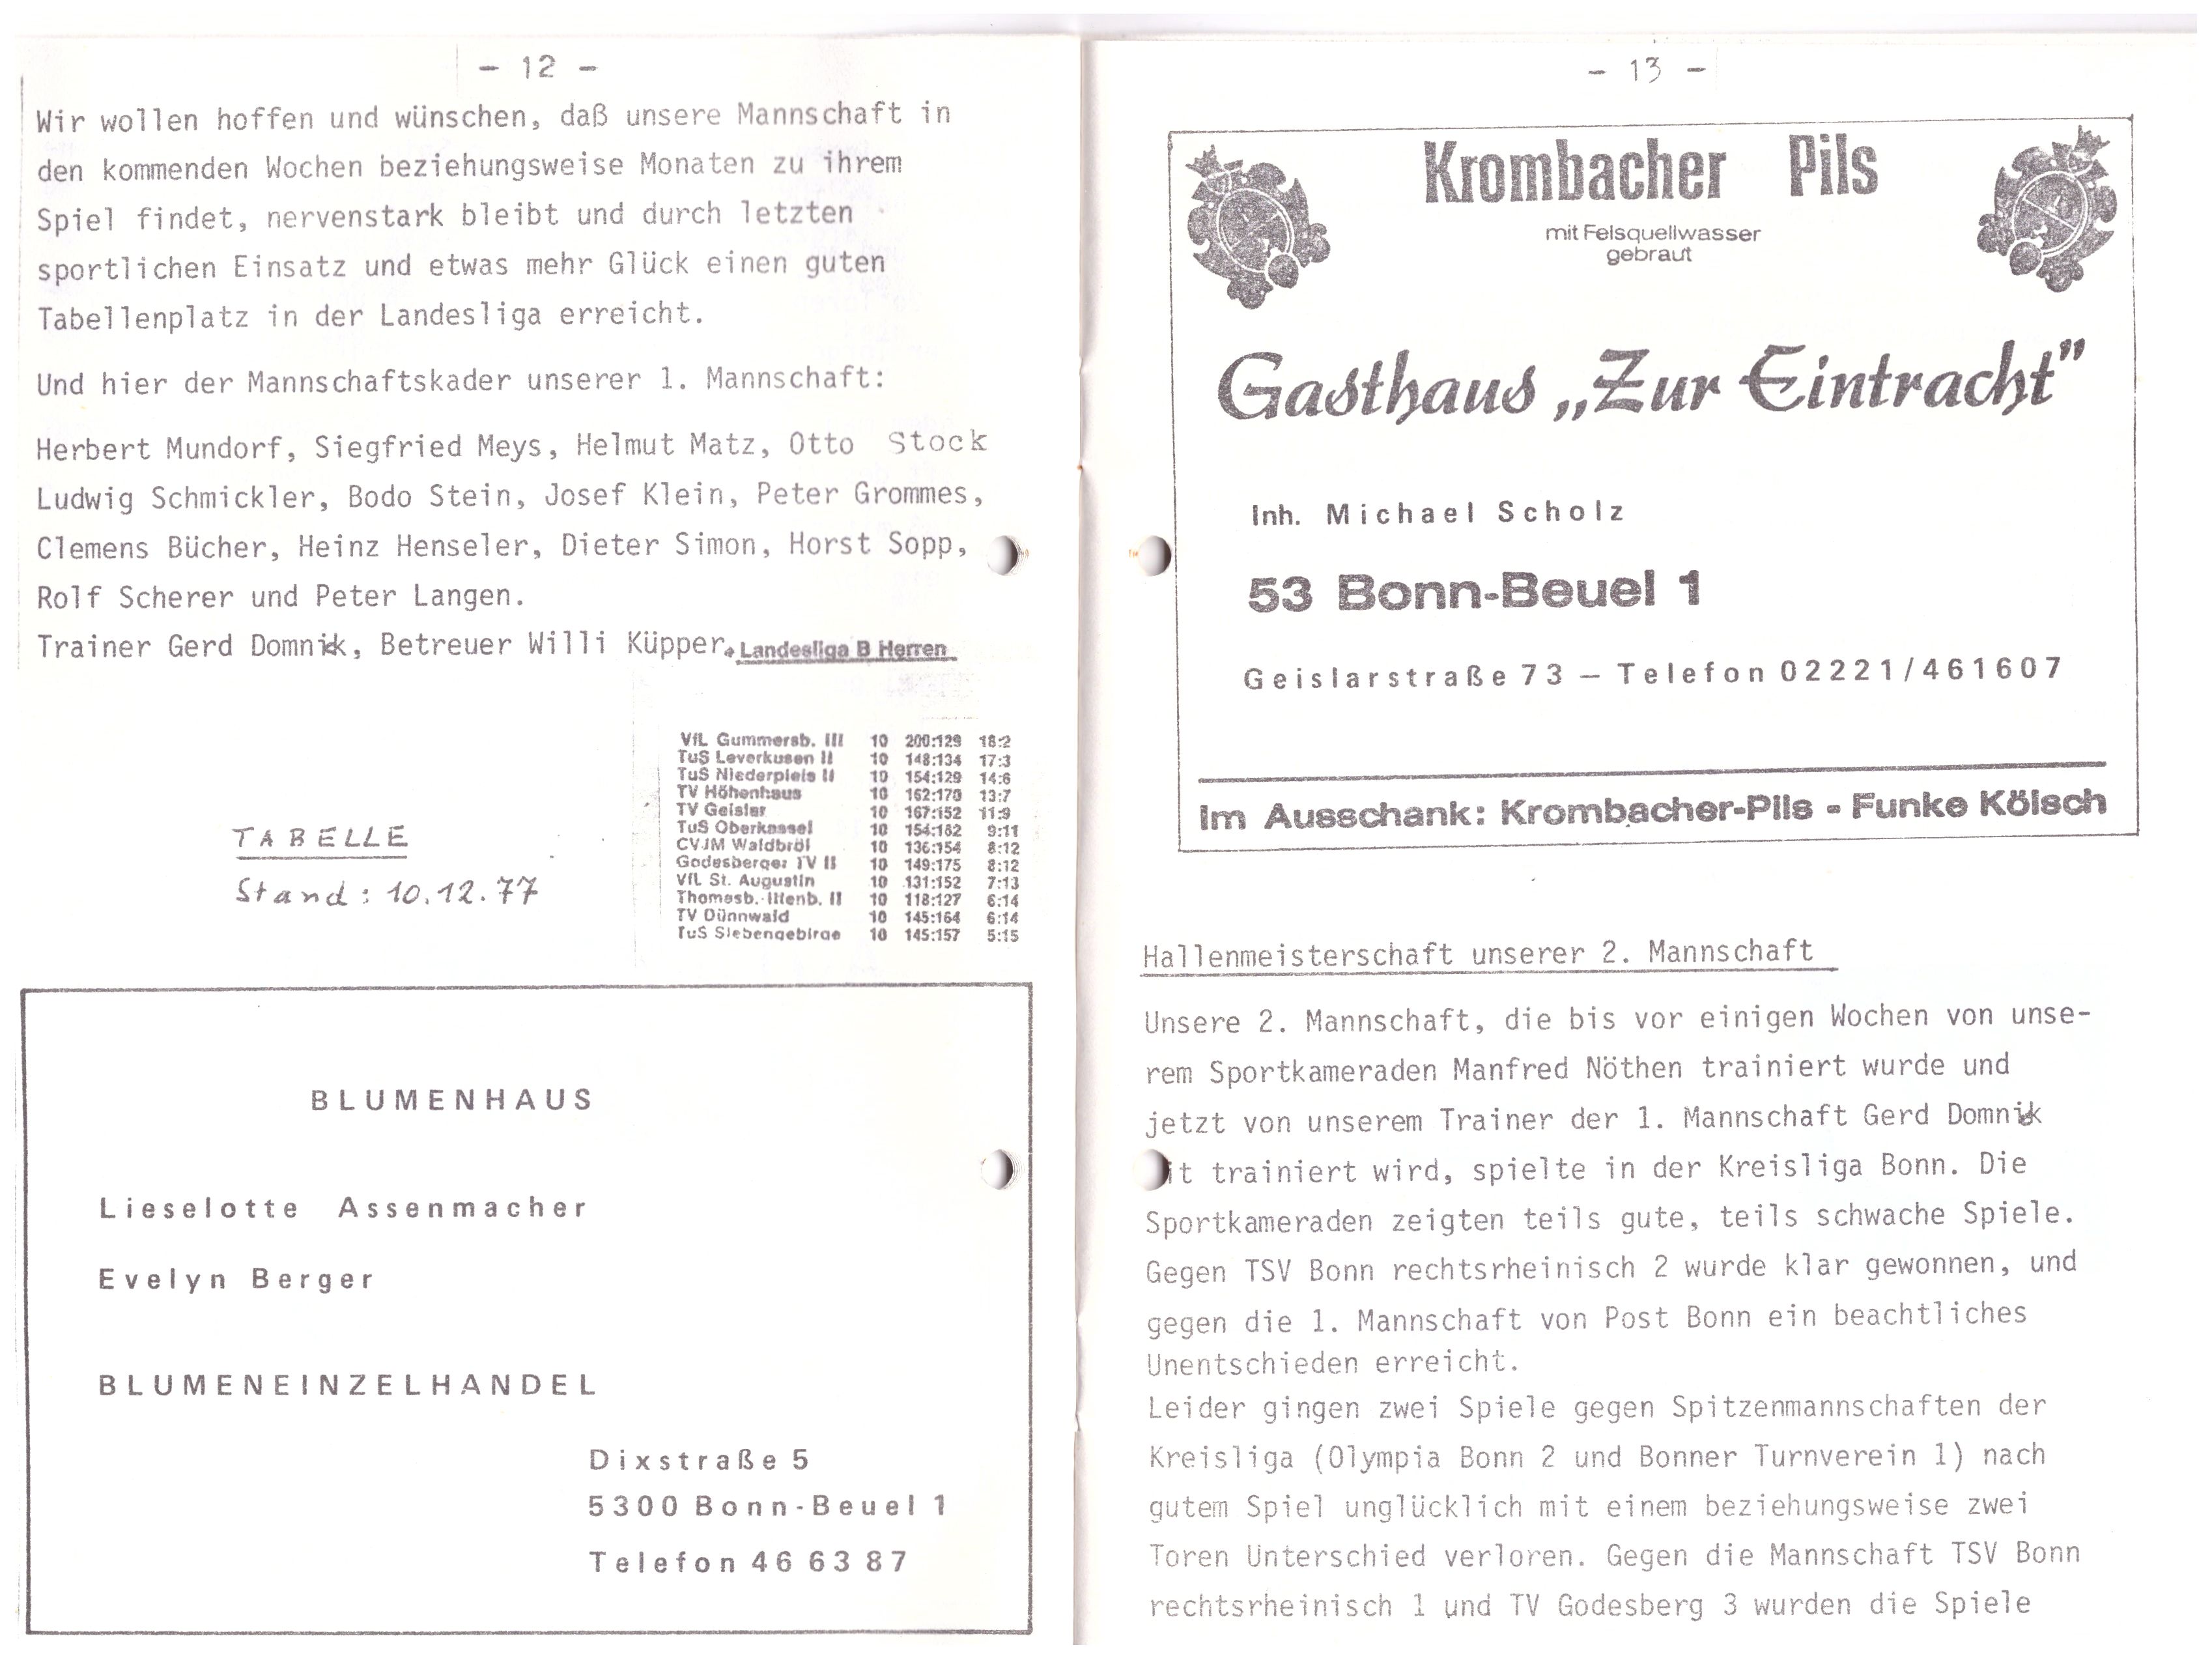 - 12 -
Wir wollen hoffen und wünschen, daß unsere Mannschaft in
den kommenden Wochen beziehungsweise Monaten zu ihrem
Spiel findet, nervenstark bleibt und durch letzten
sportlichen Einsatz und etwas mehr Glück einen guten
Tabellenplatz in der Landesliga erreicht.
Und hier der Mannschaftskader unserer 1. Mannschaft:
Herbert Mundorf, Siegfried Meys, Helmut Matz, Otto Stock
Ludwig Schmickler, Bodo Stein, Josef Klein, Peter Grommes,
Clemens Bücher, Heinz Henseler, Dieter Simon, Horst Sopp,
Rolf Scherer und Peter Langen.
Trainer Gerd Domnik, Betreuer Willi Küpper.
Landesliga B Herren
VfL Gummersb. III 10 200:129 18:2
TuS Leverkusen II 10 148:134 17:3
TuS Niederpleis II 10 154:129 14:6
TV Höhenhaus 10 162:170 13:7
TV Geislar 10 167:152 11:9
TuS Oberkassel 10 154:162 9:11
CVJM Waldbröl 10 136:154 8:12
Godesberger TV II 10 149:175 8:12
VfL St. Augustin 10 131:152 7:13
Thomasb.-Ittenb. II 10 118:127 6:14
TV Dünnwald 10 145:164 6:14
TuS Siebengebirge 10 145:157 5:15
TABELLE
Stand: 10.12.77
BLUMENHAUS
Lieselotte Assenmacher
Evelyn Berger
BLUMENEINZELHANDEL
Dixstraße 5
5300 Bonn-Beuel 1
Telefon 46 63 87
- 13 -
Krombacher Pils
mit Felsquellwasser
gebraut
Gasthaus „Zur Eintracht”
Inh. Michael Scholz
53 Bonn-Beuel 1
Geislarstraße 73 – Telefon 02221/461607
Im Ausschank: Krombacher-Pils - Funke Kölsch
Hallenmeisterschaft unserer 2. Mannschaft
Unsere 2. Mannschaft, die bis vor einigen Wochen von unse-
rem Sportkameraden Manfred Nöthen trainiert wurde und
jetzt von unserem Trainer der 1. Mannschaft Gerd Domnik
it trainiert wird, spielte in der Kreisliga Bonn. Die
Sportkameraden zeigten teils gute, teils schwache Spiele.
Gegen TSV Bonn rechtsrheinisch 2 wurde klar gewonnen, und
gegen die 1. Mannschaft von Post Bonn ein beachtliches
Unentschieden erreicht.
Leider gingen zwei Spiele gegen Spitzenmannschaften der
Kreisliga (Olympia Bonn 2 und Bonner Turnverein 1) nach
gutem Spiel unglücklich mit einem beziehungsweise zwei
Toren Unterschied verloren. Gegen die Mannschaft TSV Bonn
rechtsrheinisch 1 und TV Godesberg 3 wurden die Spiele